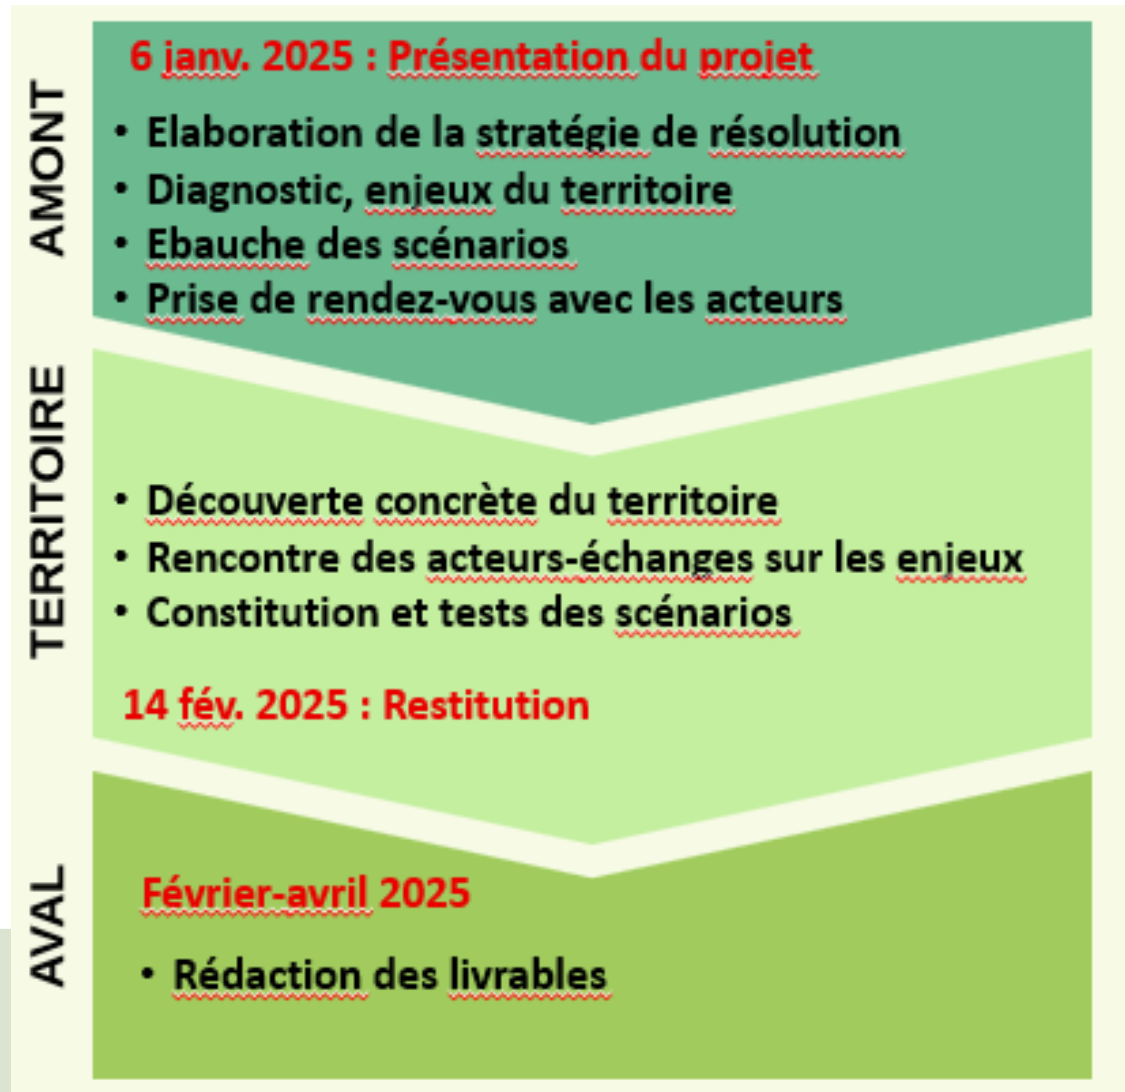 AMONT
6 janv. 2025 : Présentation du projet
• Elaboration de la stratégie de résolution
• Diagnostic, enjeux du territoire
• Ebauche des scénarios
• Prise de rendez-vous avec les acteurs
TERRITOIRE
• Découverte concrète du territoire
• Rencontre des acteurs-échanges sur les enjeux
• Constitution et tests des scénarios
14 fév. 2025 : Restitution
AVAL
Février-avril 2025
• Rédaction des livrables